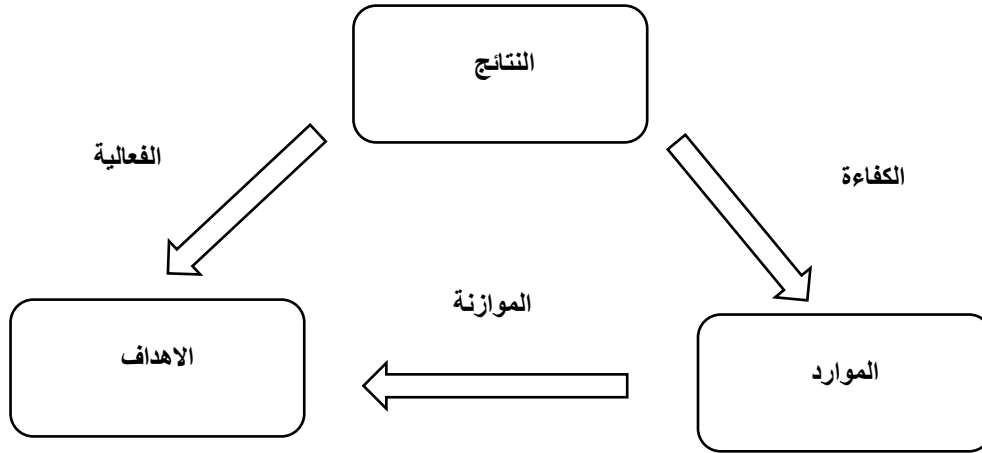 النتائج
الفعالية
الكفاءة
الموازنة
الاهداف
الموارد